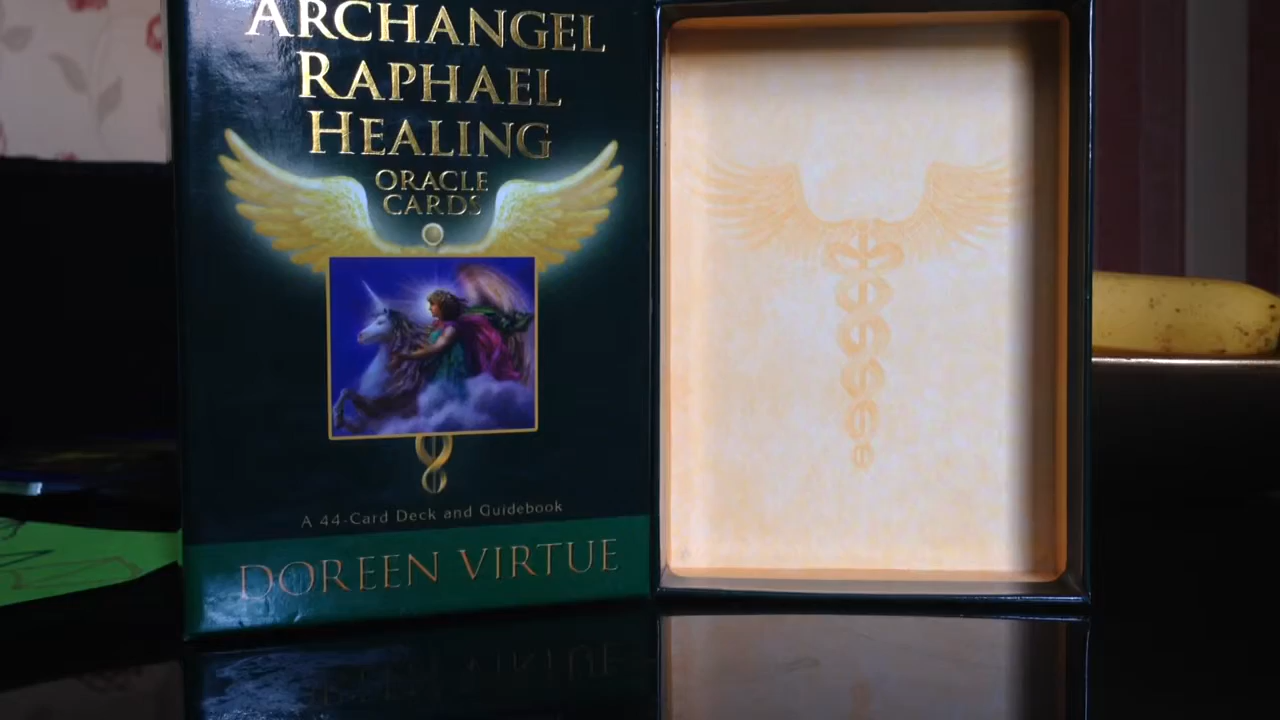 ARCHANGEL
RAPHAEL
HEALING
ORACLE
CARDS
A 44-Card Deck and Guidebook
DOREEN VIRTUE